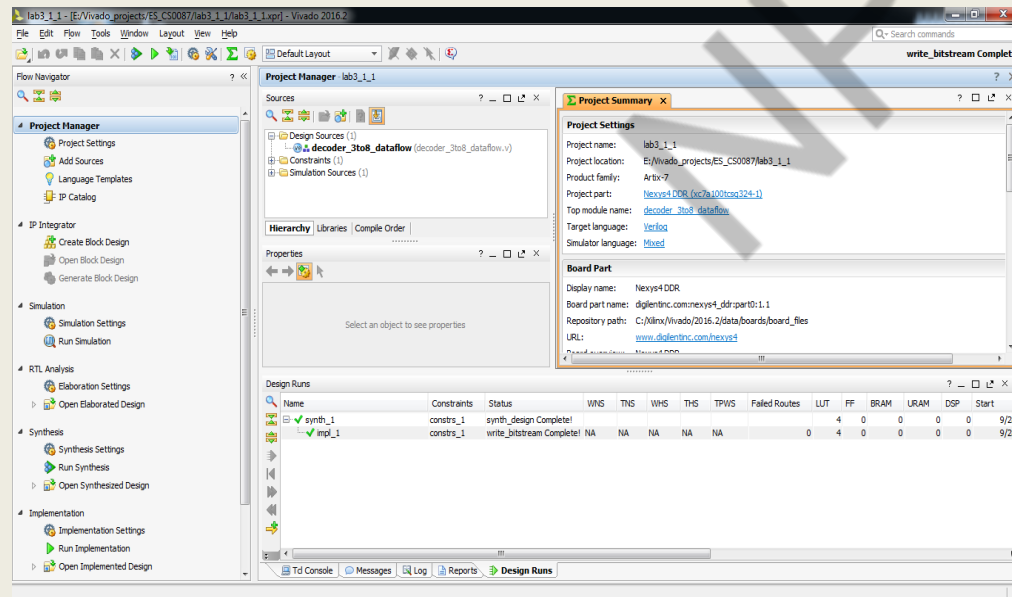 lab3_1_1 - [E:/Vivado_projects/ES_CS0087/lab3_1_1/lab3_1_1.xpr] - Vivado 2016.2
File Edit Flow Tools Window Layout View Help
Search commands
Default Layout
write_bitstream Complete
Flow Navigator
Project Manager
Project Settings
Add Sources
Language Templates
IP Catalog
IP Integrator
Create Block Design
Open Block Design
Generate Block Design
Simulation
Simulation Settings
Run Simulation
RTL Analysis
Elaboration Settings
Open Elaborated Design
Synthesis
Synthesis Settings
Run Synthesis
Open Synthesized Design
Implementation
Implementation Settings
Run Implementation
Open Implemented Design
Project Manager - lab3_1_1
Sources
Design Sources (1)
decoder_3to8_dataflow (decoder_3to8_dataflow.v)
Constraints (1)
Simulation Sources (1)
Hierarchy Libraries Compile Order
Properties
Select an object to see properties
Project Summary
Project Settings
Project name: lab3_1_1
Project location: E:/Vivado_projects/ES_CS0087/lab3_1_1
Product family: Artix-7
Project part: Nexys4 DDR (xc7a100tcsg324-1)
Top module name: decoder_3to8_dataflow
Target language: Verilog
Simulator language: Mixed
Board Part
Display name: Nexys4 DDR
Board part name: digilentinc.com:nexys4_ddr:part0:1.1
Repository path: C:/Xilinx/Vivado/2016.2/data/boards/board_files
URL: www.digilentinc.com/nexys4
Design Runs
Name Constraints Status WNS TNS WHS THS TPWS Failed Routes LUT FF BRAM URAM DSP Start
synth_1 constrs_1 synth_design Complete! 4 0 0 0 0 9/2
impl_1 constrs_1 write_bitstream Complete! NA NA NA NA NA 0 4 0 0 0 0 9/2
Tcl Console Messages Log Reports Design Runs